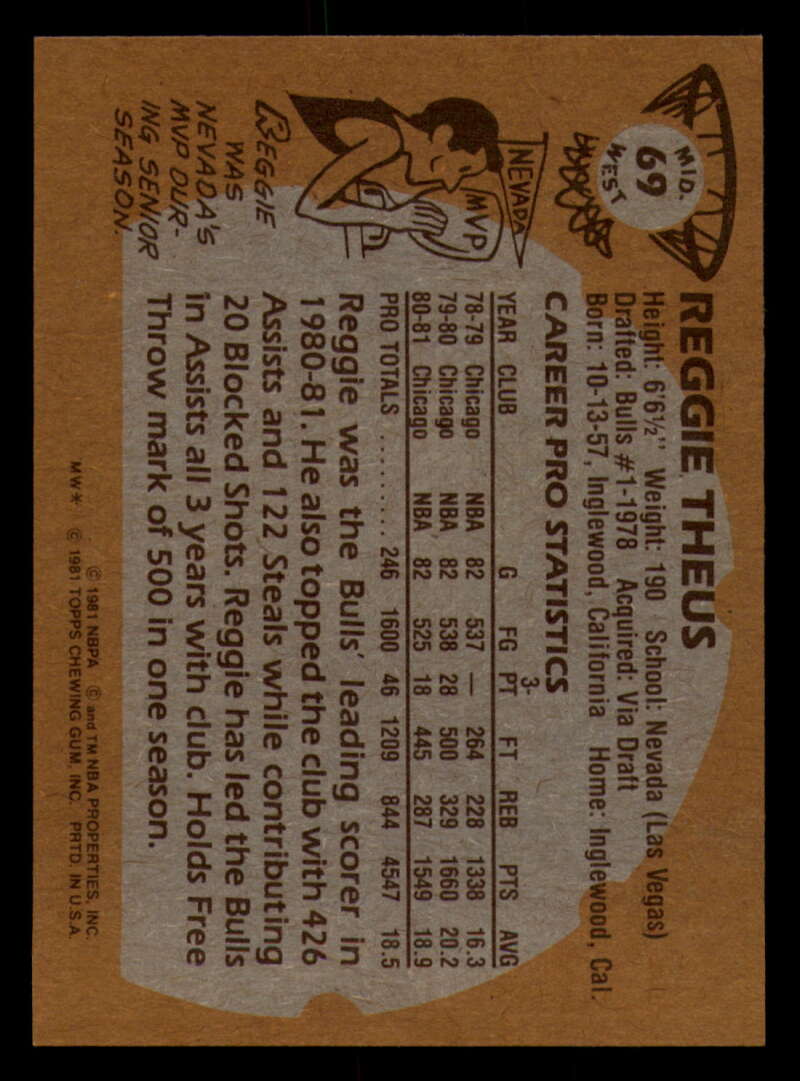 MID.
69
WEST
REGGIE THEUS
Height: 6'6½" Weight: 190 School: Nevada (Las Vegas)
Drafted: Bulls #1-1978 Acquired: Via Draft
Born: 10-13-57, Inglewood, California Home: Inglewood, Cal.
CAREER PRO STATISTICS
YEAR CLUB G FG 3-PT FT REB PTS AVG
78-79 Chicago NBA 82 537 — 264 228 1338 16.3
79-80 Chicago NBA 82 538 28 500 329 1660 20.2
80-81 Chicago NBA 82 525 18 445 287 1549 18.9
PRO TOTALS .......... 246 1600 46 1209 844 4547 18.5
NEVADA
MVP
REGGIE
WAS
NEVADA'S
MVP DUR-
ING SENIOR
SEASON.
Reggie was the Bulls' leading scorer in
1980-81. He also topped the club with 426
Assists and 122 Steals while contributing
20 Blocked Shots. Reggie has led the Bulls
in Assists all 3 years with club. Holds Free
Throw mark of 500 in one season.
© 1981 NBPA © and TM NBA PROPERTIES, INC.
MW* © 1981 TOPPS CHEWING GUM, INC. PRTD. IN U.S.A.